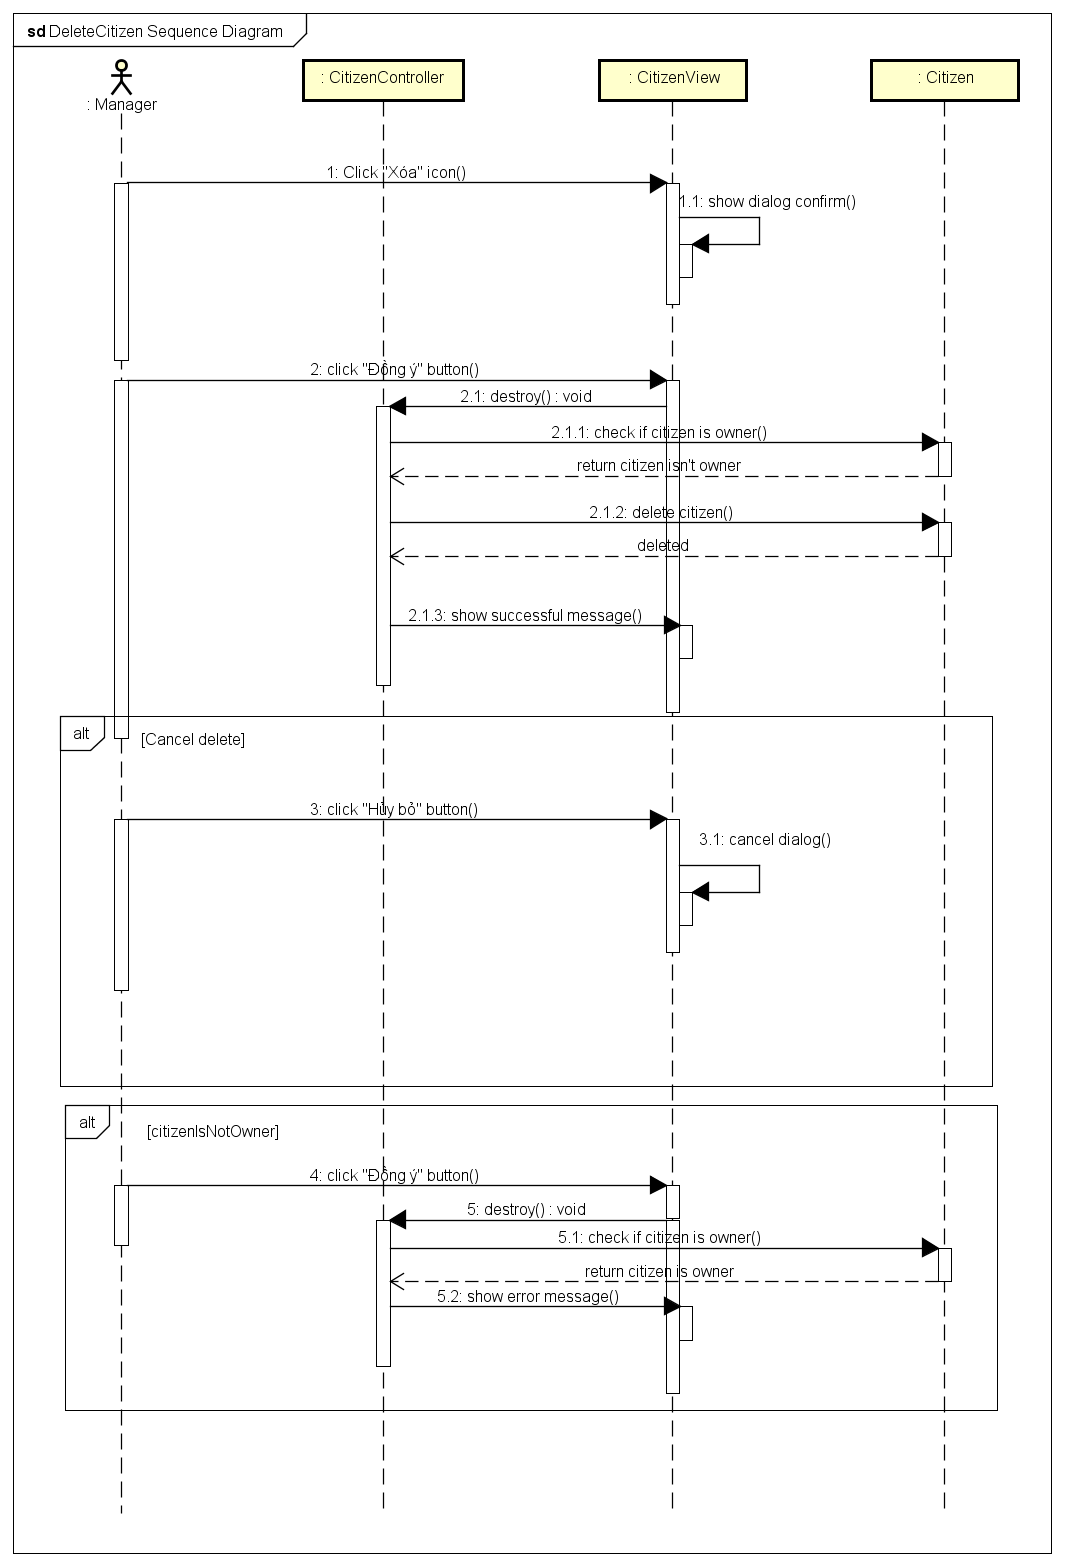 sd DeleteCitizen Sequence Diagram
: Manager
: CitizenController
: CitizenView
: Citizen
1: Click "Xóa" icon()
1.1: show dialog confirm()
2: click "Đồng ý" button()
2.1: destroy() : void
2.1.1: check if citizen is owner()
return citizen isn't owner
2.1.2: delete citizen()
deleted
2.1.3: show successful message()
alt
[Cancel delete]
3: click "Hủy bỏ" button()
3.1: cancel dialog()
alt
[citizenIsNotOwner]
4: click "Đồng ý" button()
5: destroy() : void
5.1: check if citizen is owner()
return citizen is owner
5.2: show error message()